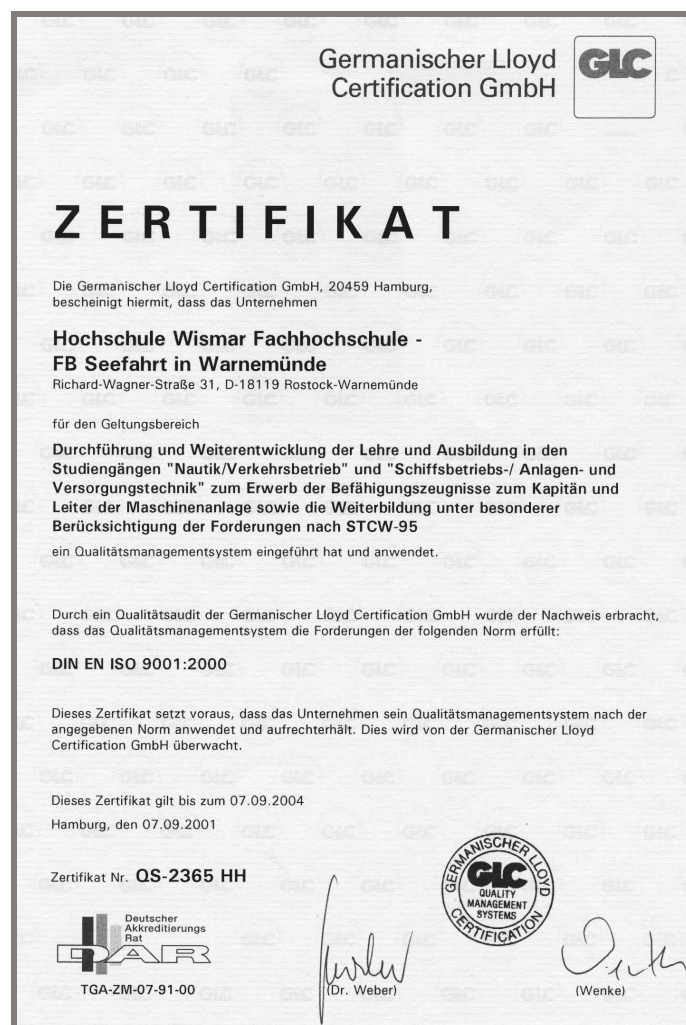 Germanischer Lloyd
Certification GmbH
GLC
ZERTIFIKAT
Die Germanischer Lloyd Certification GmbH, 20459 Hamburg,
bescheinigt hiermit, dass das Unternehmen
Hochschule Wismar Fachhochschule -
FB Seefahrt in Warnemünde
Richard-Wagner-Straße 31, D-18119 Rostock-Warnemünde
für den Geltungsbereich
Durchführung und Weiterentwicklung der Lehre und Ausbildung in den
Studiengängen "Nautik/Verkehrsbetrieb" und "Schiffsbetriebs-/ Anlagen- und
Versorgungstechnik" zum Erwerb der Befähigungszeugnisse zum Kapitän und
Leiter der Maschinenanlage sowie die Weiterbildung unter besonderer
Berücksichtigung der Forderungen nach STCW-95
ein Qualitätsmanagementsystem eingeführt hat und anwendet.
Durch ein Qualitätsaudit der Germanischer Lloyd Certification GmbH wurde der Nachweis erbracht,
dass das Qualitätsmanagementsystem die Forderungen der folgenden Norm erfüllt:
DIN EN ISO 9001:2000
Dieses Zertifikat setzt voraus, dass das Unternehmen sein Qualitätsmanagementsystem nach der
angegebenen Norm anwendet und aufrechterhält. Dies wird von der Germanischer Lloyd
Certification GmbH überwacht.
Dieses Zertifikat gilt bis zum 07.09.2004
Hamburg, den 07.09.2001
Zertifikat Nr. QS-2365 HH
GERMANISCHER LLOYD
GLC
QUALITY
MANAGEMENT
SYSTEMS
CERTIFICATION
Deutscher
Akkreditierungs
Rat
DAR
TGA-ZM-07-91-00
(Dr. Weber)
(Wenke)